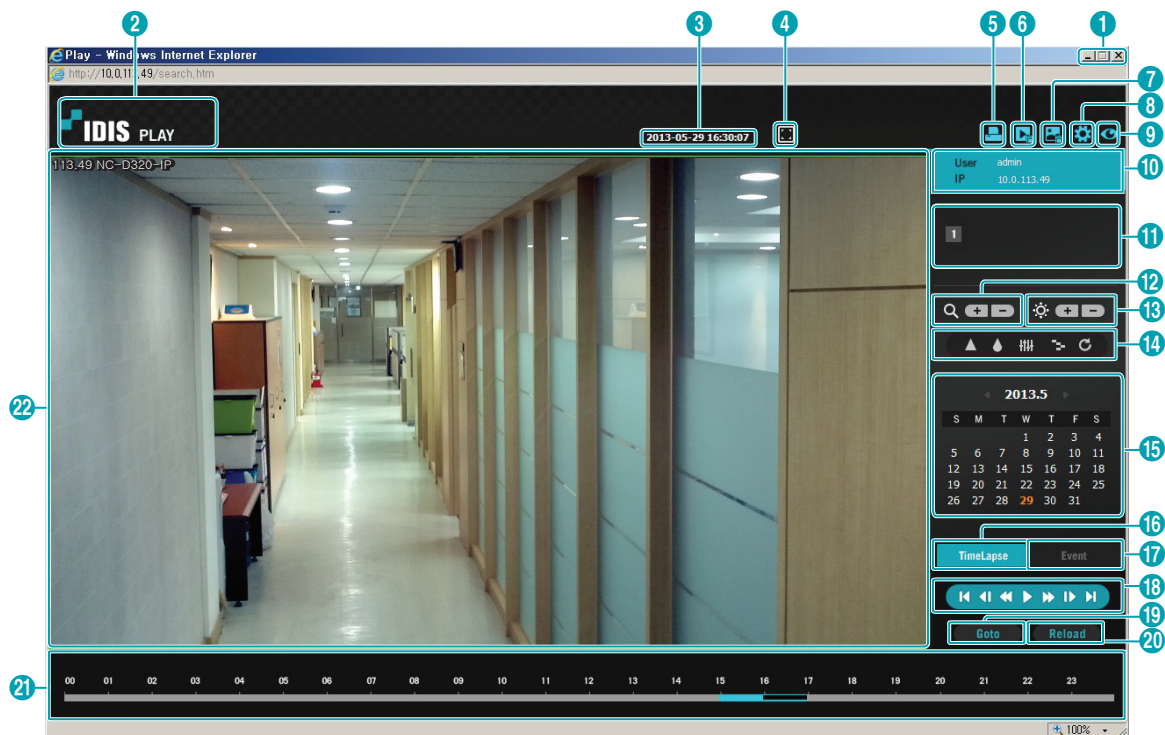 2
3
4
5
6
1
Play - Windows Internet Explorer
http://10.0.113.49/search.htm
7
8
IDIS PLAY
2013-05-29 16:30:07
9
113.49 NC-D320-IP
User admin
IP 10.0.113.49
10
1
11
12
+ -
+ -
13
14
2013.5
S M T W T F S
1 2 3 4
5 6 7 8 9 10 11
12 13 14 15 16 17 18
19 20 21 22 23 24 25
26 27 28 29 30 31
15
22
16
TimeLapse
Event
17
18
19
Goto
Reload
20
21
00 01 02 03 04 05 06 07 08 09 10 11 12 13 14 15 16 17 18 19 20 21 22 23
100%